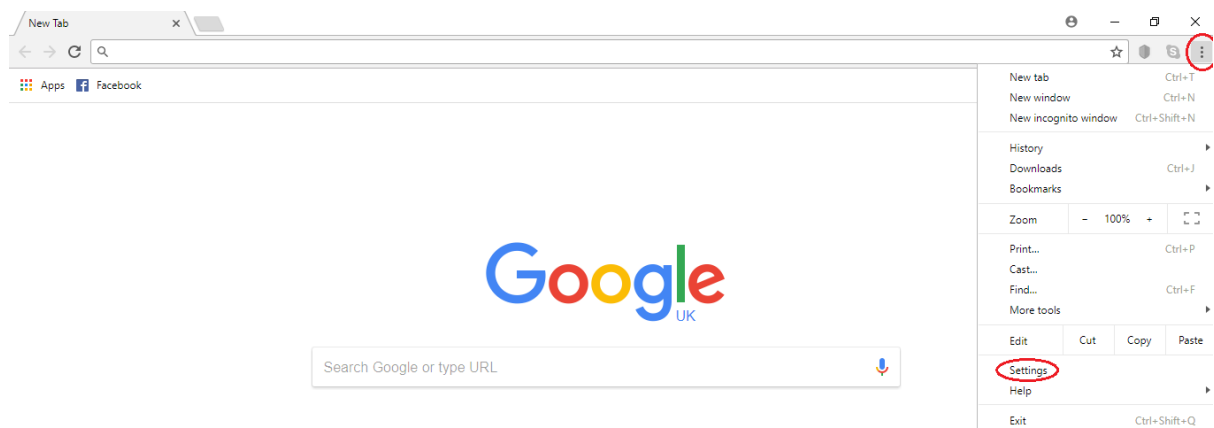 New Tab
Apps Facebook
New tab Ctrl+T
New window Ctrl+N
New incognito window Ctrl+Shift+N
History
Downloads Ctrl+J
Bookmarks
Zoom - 100% +
Print... Ctrl+P
Cast...
Find... Ctrl+F
More tools
Edit Cut Copy Paste
Settings
Help
Exit Ctrl+Shift+Q
Google
UK
Search Google or type URL